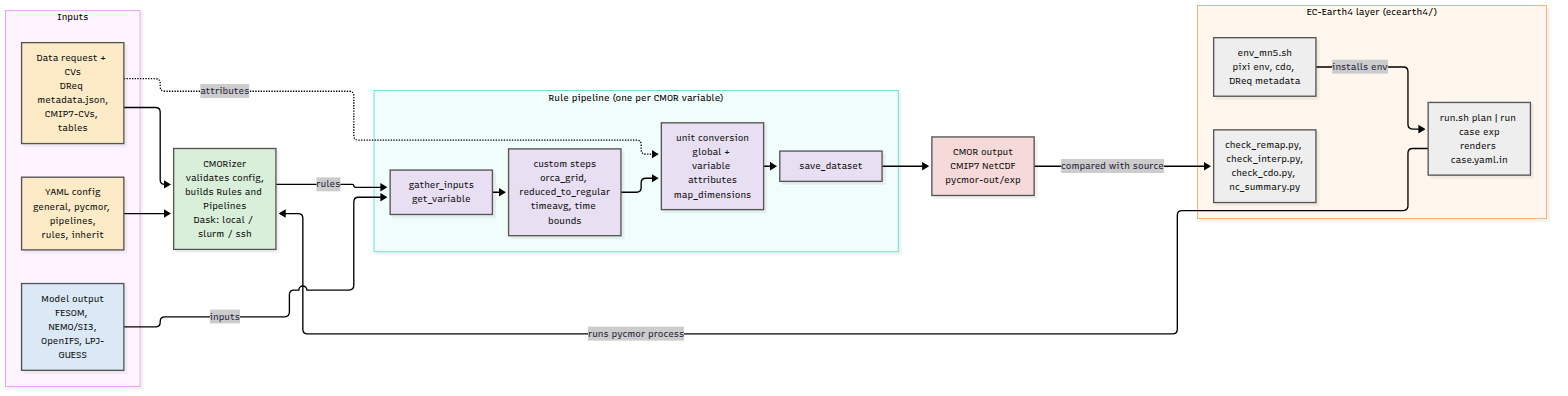 Inputs
Data request +
CVs
DReq
metadata.json,
CMIP7-CVs,
tables
YAML config
general, pycmor,
pipelines,
rules, inherit
Model output
FESOM,
NEMO/SI3,
OpenIFS, LPJ-
GUESS
attributes
CMORizer
validates config,
builds Rules and
Pipelines
Dask: local /
slurm / ssh
rules
inputs
Rule pipeline (one per CMOR variable)
gather_inputs
get_variable
custom steps
orca_grid,
reduced_to_regular
timeavg, time
bounds
unit conversion
global +
variable
attributes
map_dimensions
save_dataset
runs pycmor process
CMOR output
CMIP7 NetCDF
pycmor-out/exp
compared with source
EC-Earth4 layer (ecearth4/)
env_mn5.sh
pixi env, cdo,
DReq metadata
installs env
check_remap.py,
check_interp.py,
check_cdo.py,
nc_summary.py
run.sh plan | run
case exp
renders
case.yaml.in